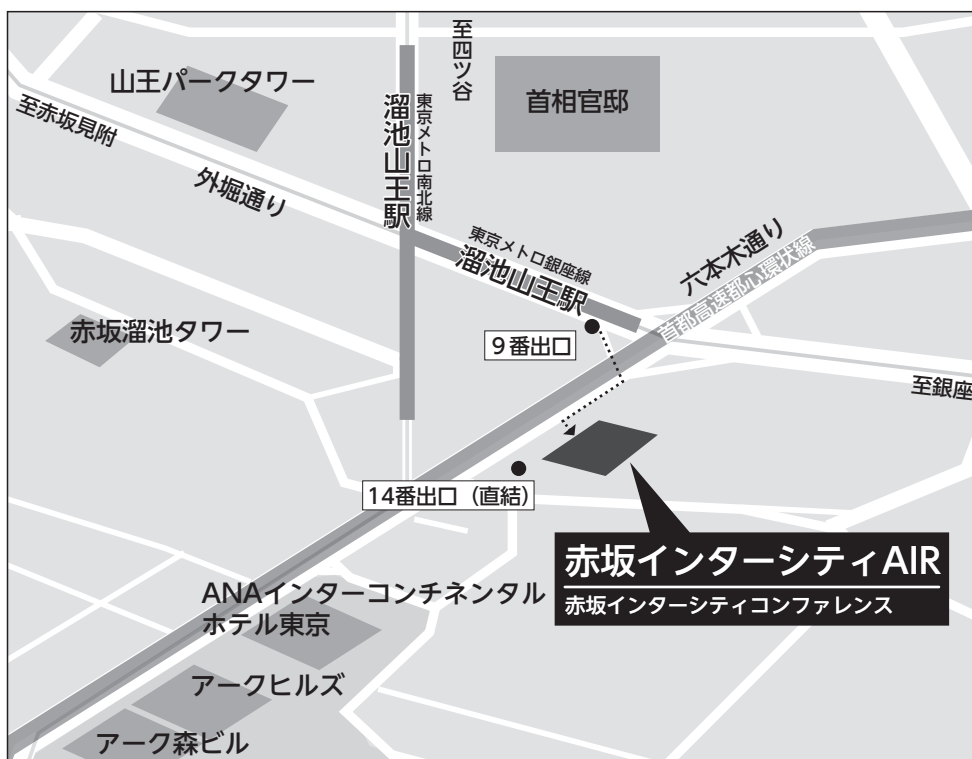 至四ツ谷
山王パークタワー
首相官邸
至赤坂見附
東京メトロ南北線
溜池山王駅
外堀通り
東京メトロ銀座線
溜池山王駅
六本木通り
首都高速都心環状線
赤坂溜池タワー
9番出口
至銀座
14番出口（直結）
赤坂インターシティAIR
赤坂インターシティコンファレンス
ANAインターコンチネンタル
ホテル東京
アークヒルズ
アーク森ビル